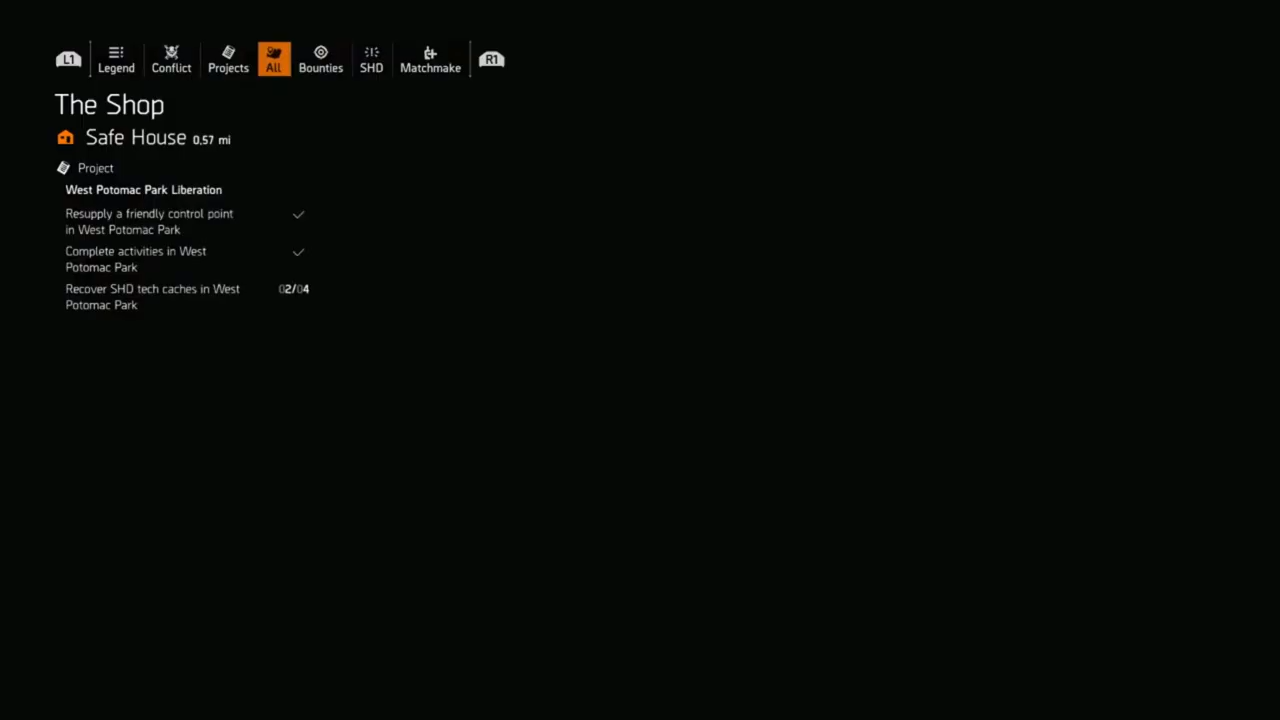 L1 Legend Conflict Projects All Bounties SHD Matchmake R1
The Shop
Safe House 0.57 mi
Project
West Potomac Park Liberation
Resupply a friendly control point
in West Potomac Park
Complete activities in West
Potomac Park
Recover SHD tech caches in West 02/04
Potomac Park